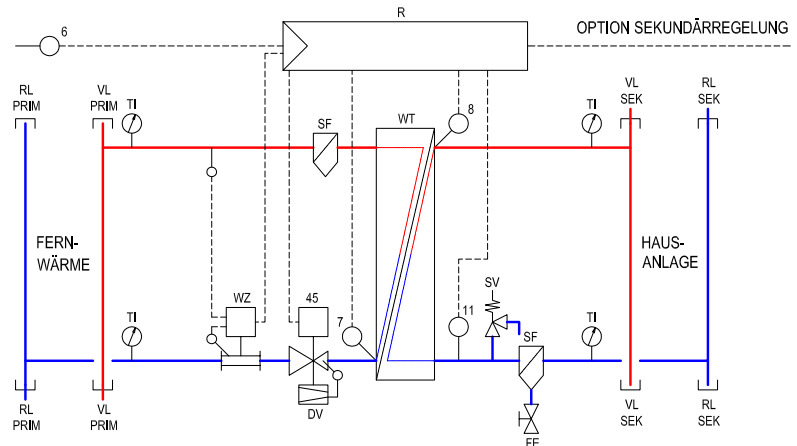 R
6
OPTION SEKUNDÄRREGELUNG
RL
PRIM
VL
PRIM
TI
SF
WT
8
TI
VL
SEK
RL
SEK
FERN-
WÄRME
HAUS-
ANLAGE
WZ
45
7
11
SV
SF
TI
TI
DV
RL
PRIM
VL
PRIM
VL
SEK
RL
SEK
FE